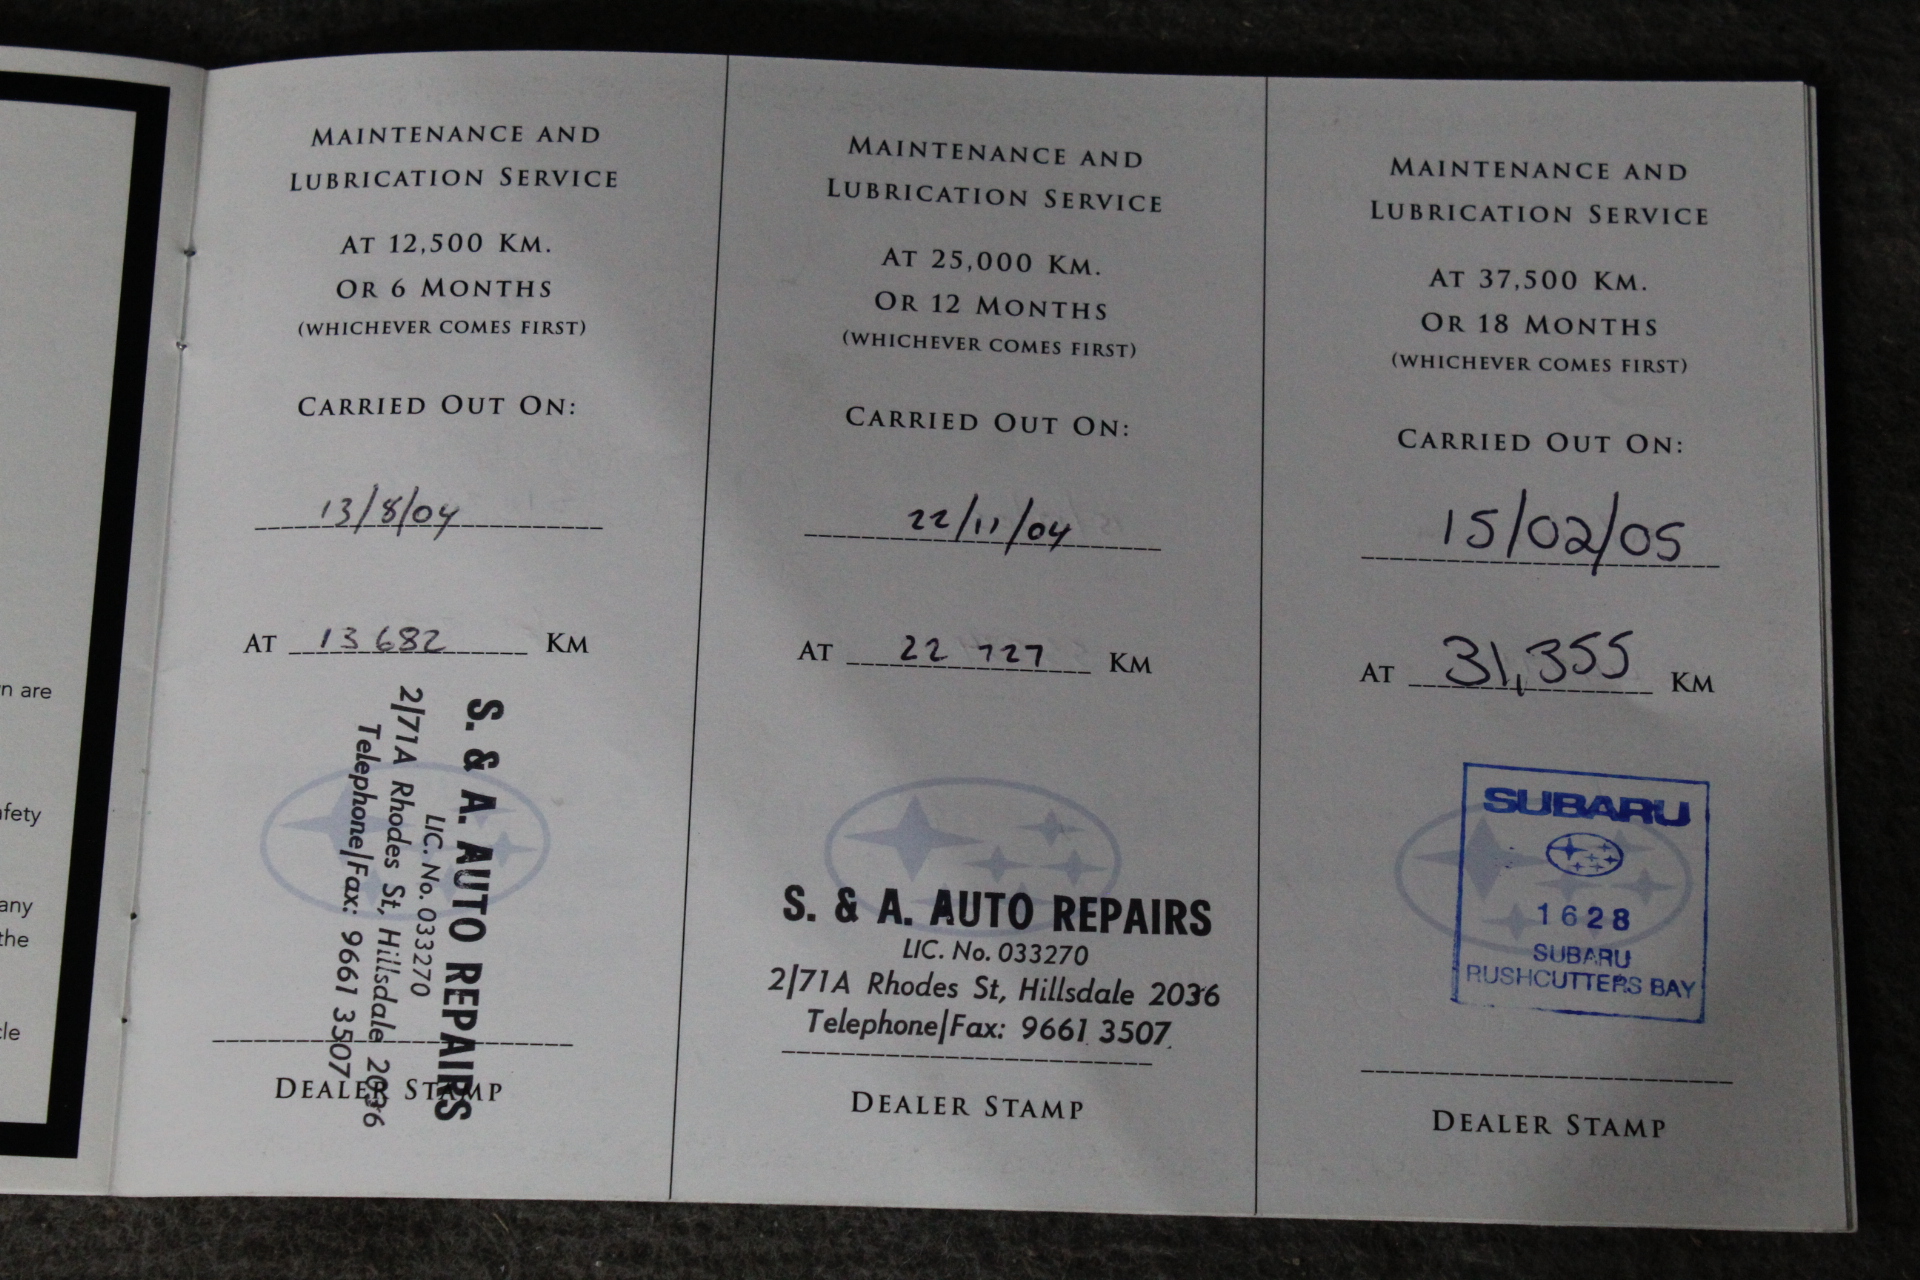 n are
afety
any
the
cle
MAINTENANCE AND
LUBRICATION SERVICE
AT 12,500 KM.
OR 6 MONTHS
(WHICHEVER COMES FIRST)
CARRIED OUT ON:
13/8/04
AT 13 682 KM
S. & A. AUTO REPAIRS
LIC. No. 033270
2/71A Rhodes St, Hillsdale 2036
Telephone/Fax: 9661 3507
DEALER STAMP
MAINTENANCE AND
LUBRICATION SERVICE
AT 25,000 KM.
OR 12 MONTHS
(WHICHEVER COMES FIRST)
CARRIED OUT ON:
22/11/04
AT 22 727 KM
S. & A. AUTO REPAIRS
LIC. No. 033270
2/71A Rhodes St, Hillsdale 2036
Telephone/Fax: 9661 3507
DEALER STAMP
MAINTENANCE AND
LUBRICATION SERVICE
AT 37,500 KM.
OR 18 MONTHS
(WHICHEVER COMES FIRST)
CARRIED OUT ON:
15/02/05
AT 31,355 KM
SUBARU
1628
SUBARU
RUSHCUTTERS BAY
DEALER STAMP